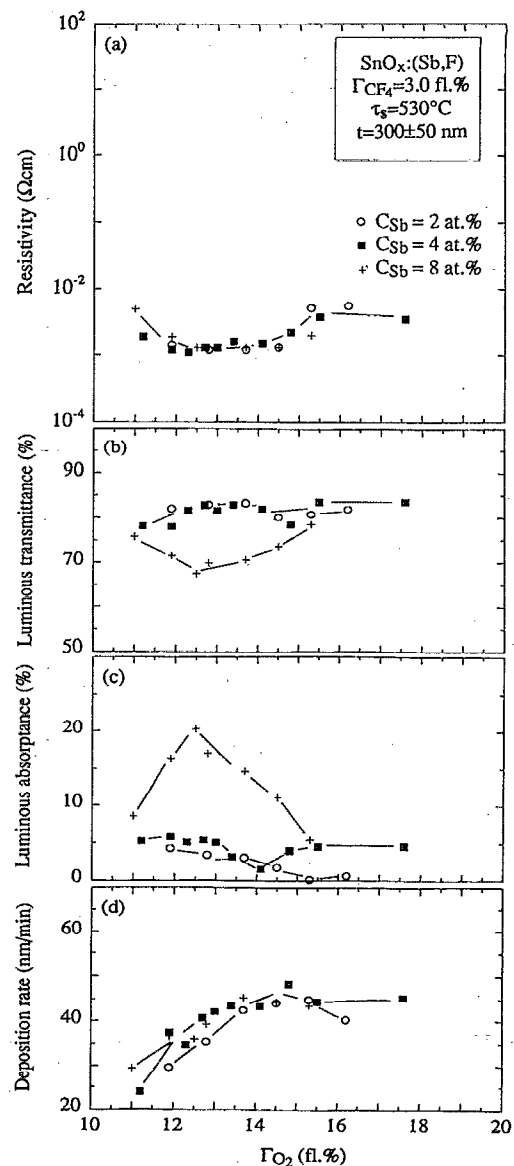 10²
(a)
SnOx:(Sb,F)
ΓCF4=3.0 fl.%
τs=530°C
t=300±50 nm
10⁰
Resistivity (Ωcm)
○ CSb = 2 at.%
■ CSb = 4 at.%
+ CSb = 8 at.%
10⁻²
10⁻⁴
(b)
90
70
50
Luminous transmittance (%)
(c)
20
10
0
Luminous absorptance (%)
(d)
60
40
20
Deposition rate (nm/min)
10 12 14 16 18 20
ΓO2 (fl.%)